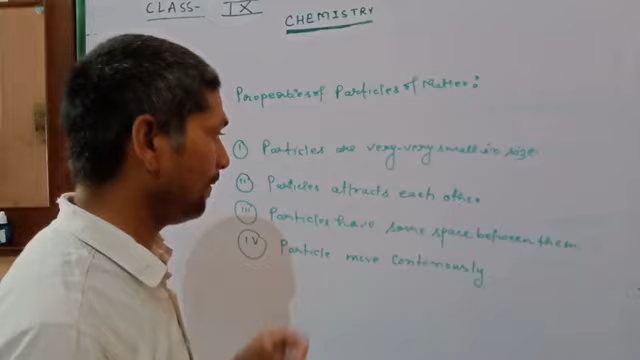 CLASS- IX
CHEMISTRY
Properties of Particles of Matter:
(i) Particles are very-very small in size
(ii) Particles attracts each other
(iii) Particles have some space between them
(IV) Particle move continuously